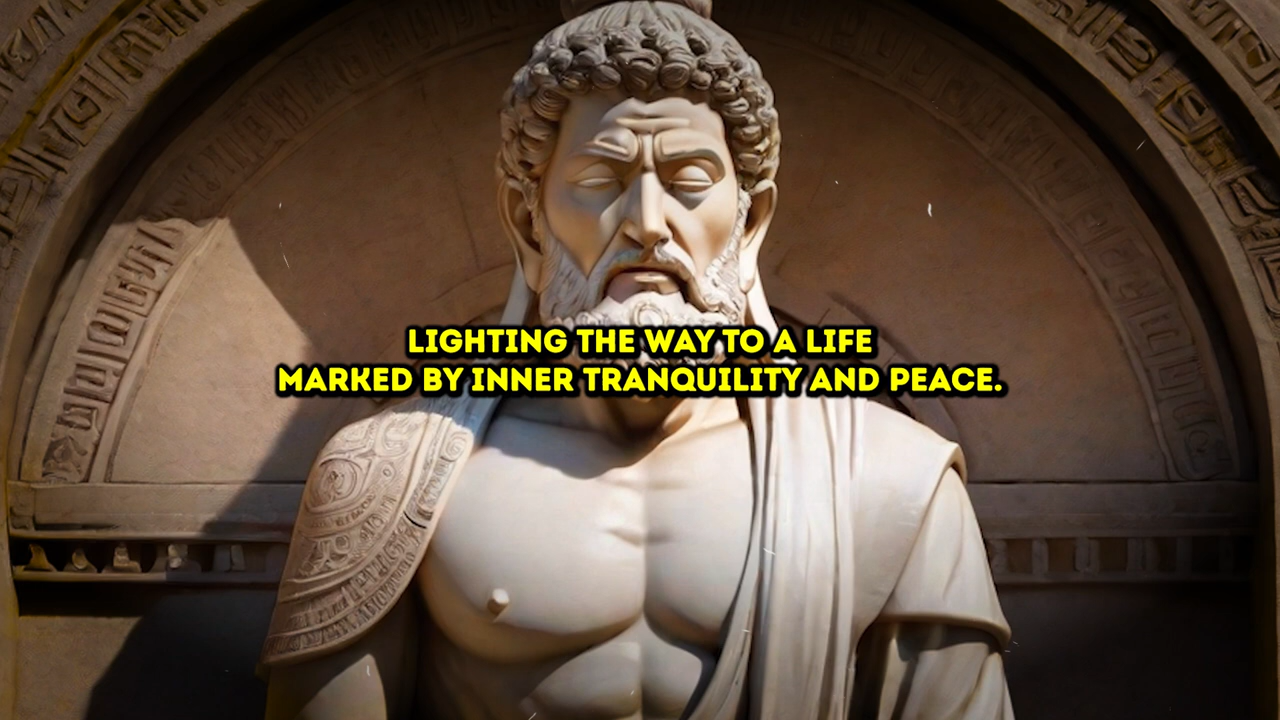 LIGHTING THE WAY TO A LIFE
MARKED BY INNER TRANQUILITY AND PEACE.